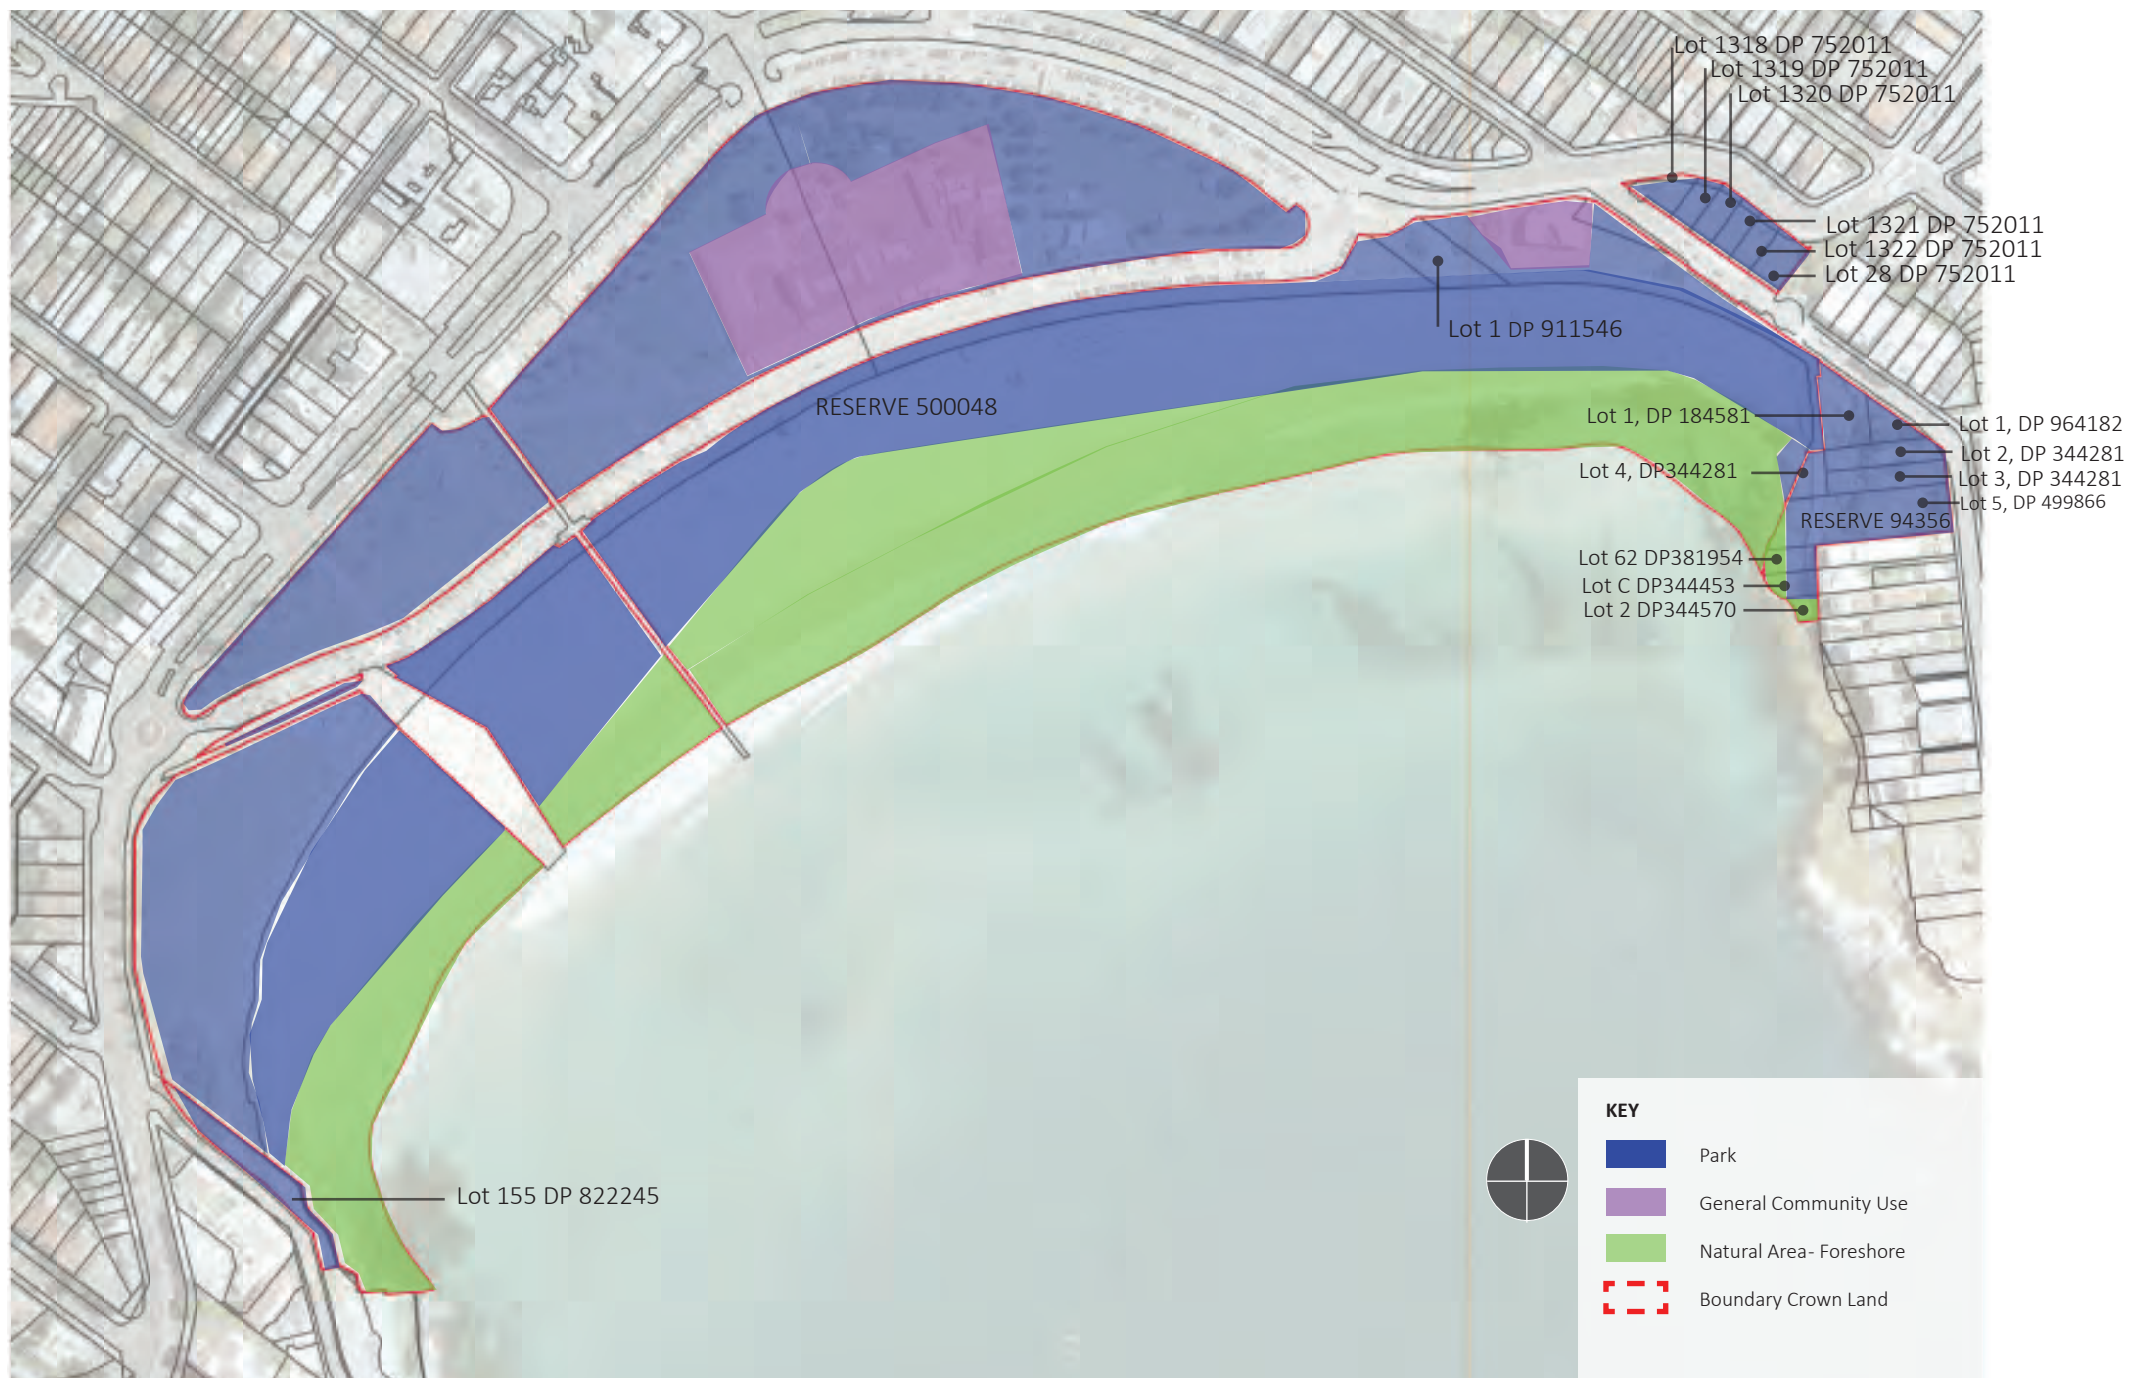 Lot 1318 DP 752011
Lot 1319 DP 752011
Lot 1320 DP 752011
Lot 1321 DP 752011
Lot 1322 DP 752011
Lot 28 DP 752011
Lot 1 DP 911546
RESERVE 500048
Lot 1, DP 184581
Lot 1, DP 964182
Lot 2, DP 344281
Lot 4, DP344281
Lot 3, DP 344281
Lot 5, DP 499866
RESERVE 94356
Lot 62 DP381954
Lot C DP344453
Lot 2 DP344570
Lot 155 DP 822245
KEY
Park
General Community Use
Natural Area- Foreshore
Boundary Crown Land